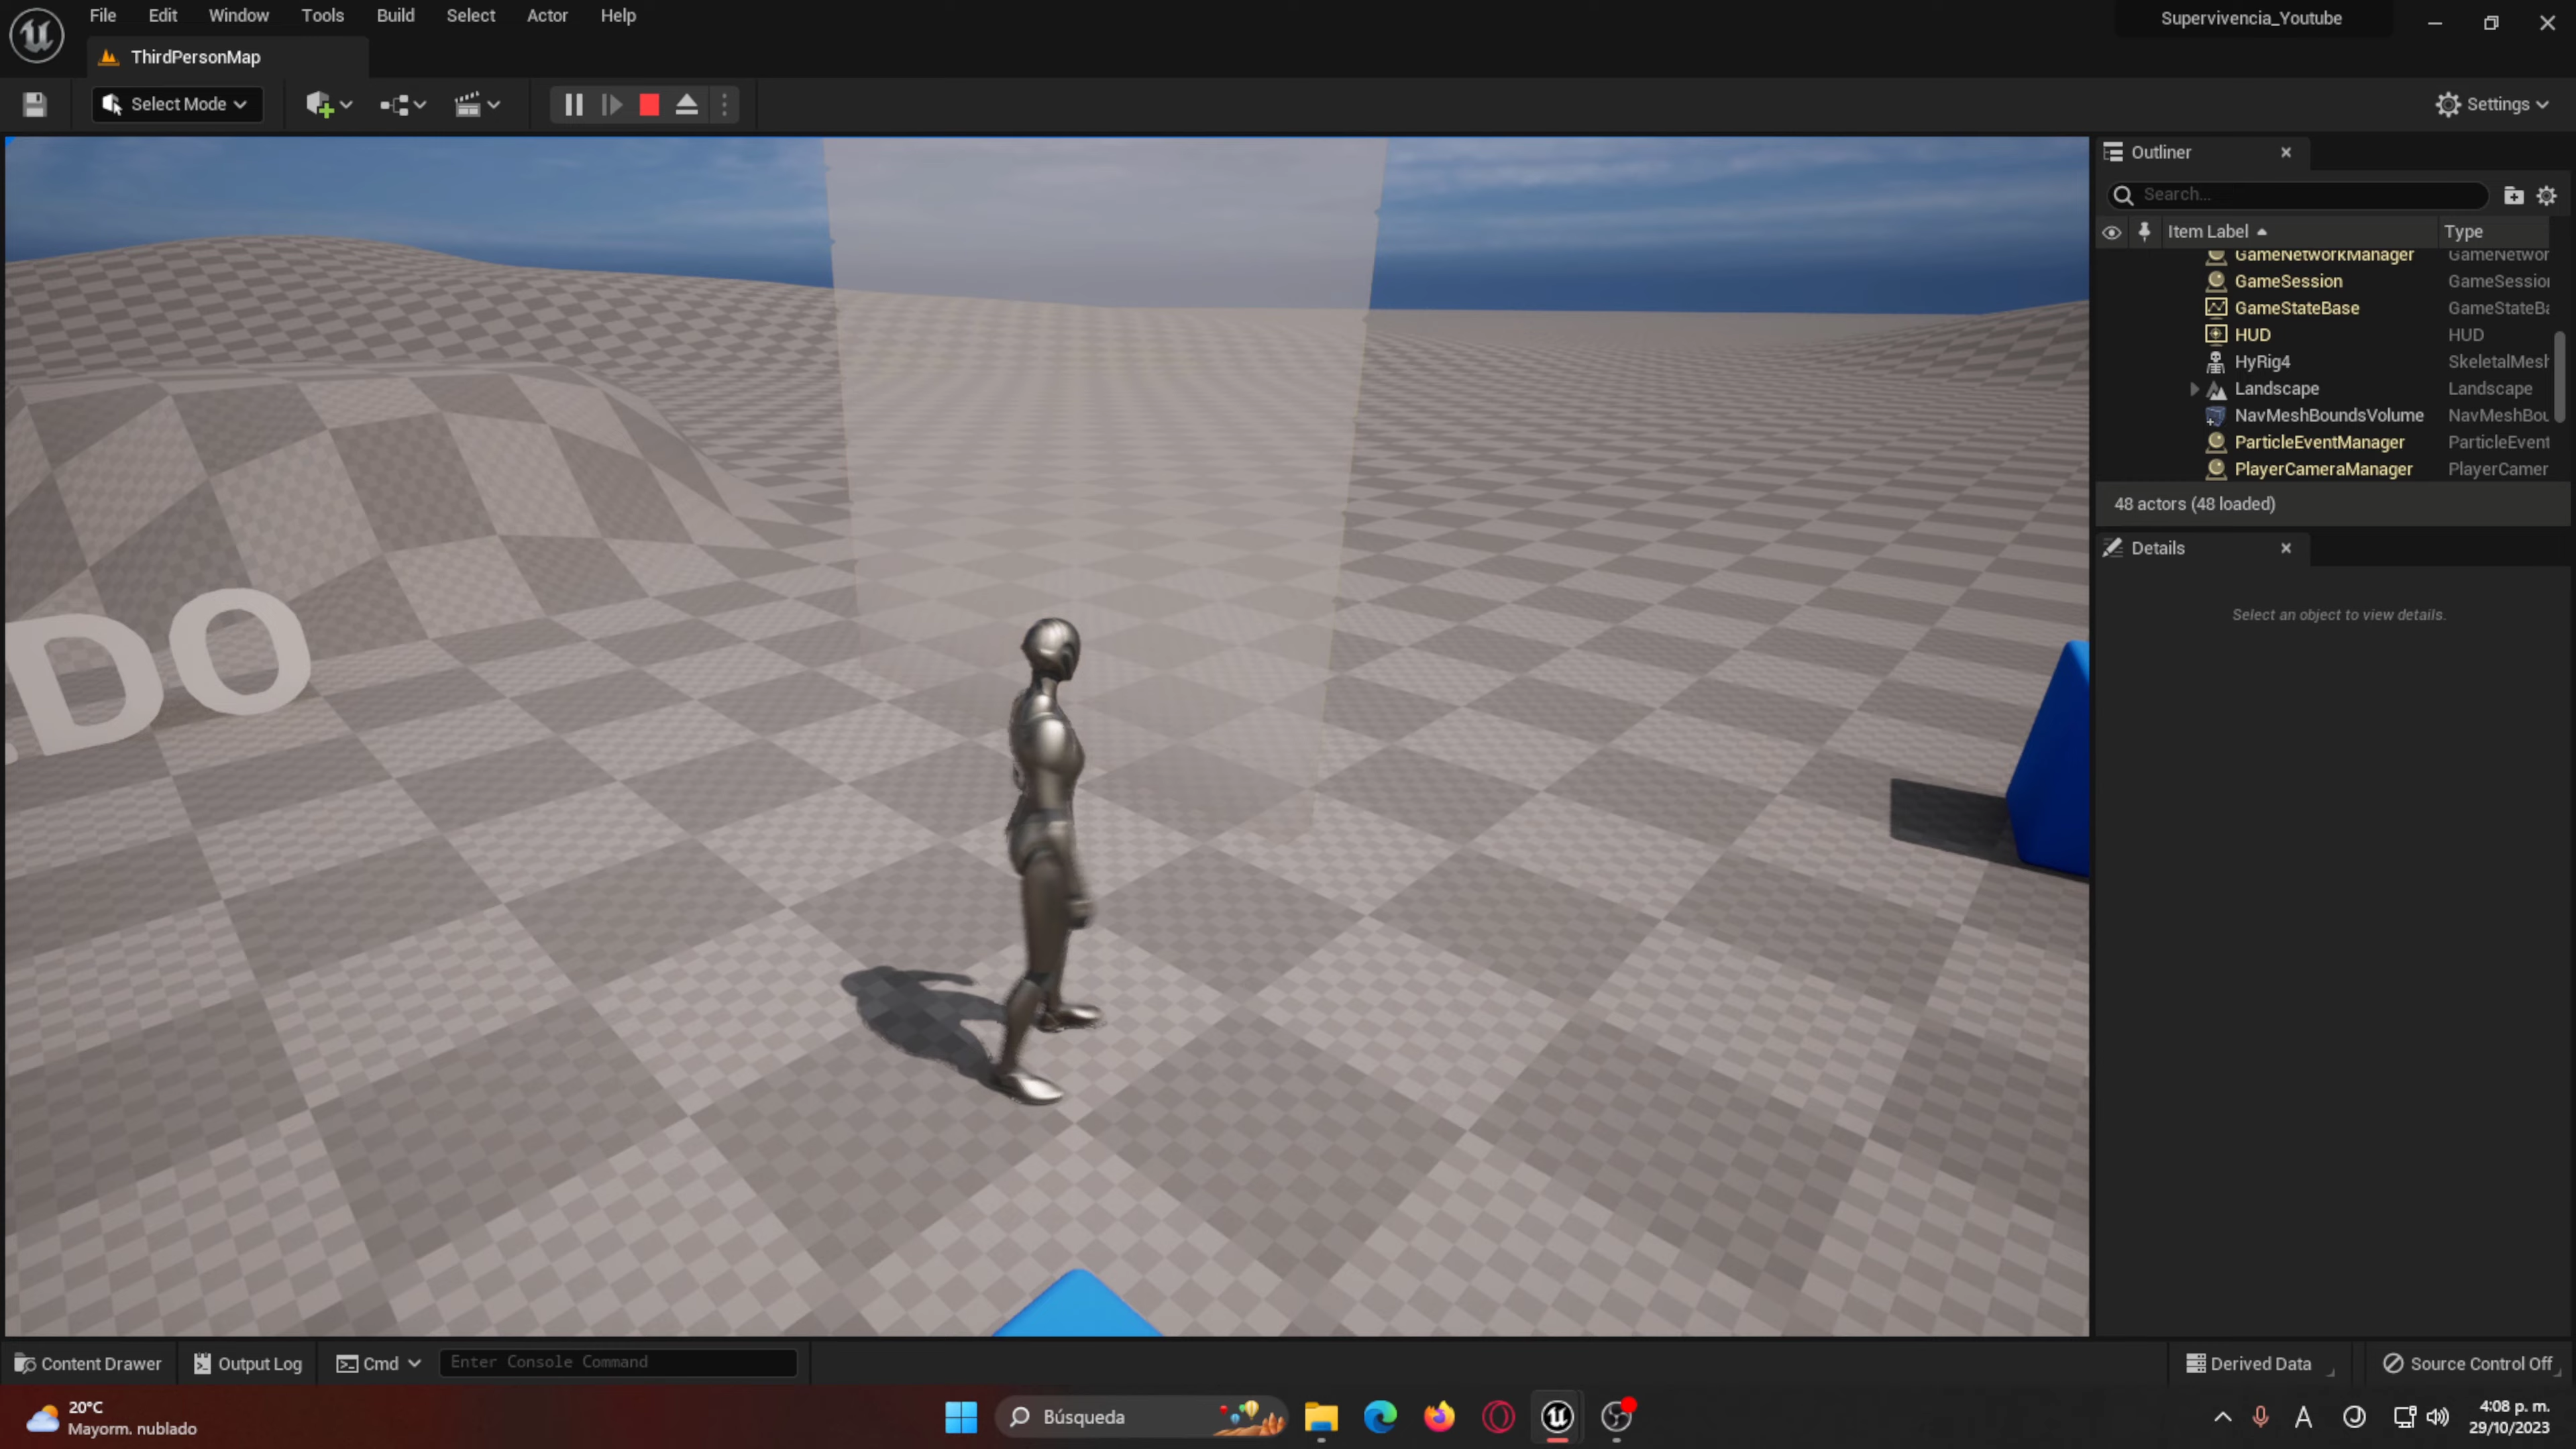 File Edit Window Tools Build Select Actor Help
Supervivencia_Youtube
ThirdPersonMap
Select Mode
Settings
Outliner
Search...
Item Label Type
GameNetworkManager GameNetwor
GameSession GameSession
GameStateBase GameStateBa
HUD HUD
HyRig4 SkeletalMesh
Landscape Landscape
NavMeshBoundsVolume NavMeshBou
ParticleEventManager ParticleEvent
PlayerCameraManager PlayerCamer
48 actors (48 loaded)
Details
Select an object to view details.
DO
Content Drawer Output Log Cmd Enter Console Command
Derived Data Source Control Off
20°C
Mayorm. nublado
Búsqueda
A
4:08 p. m.
29/10/2023